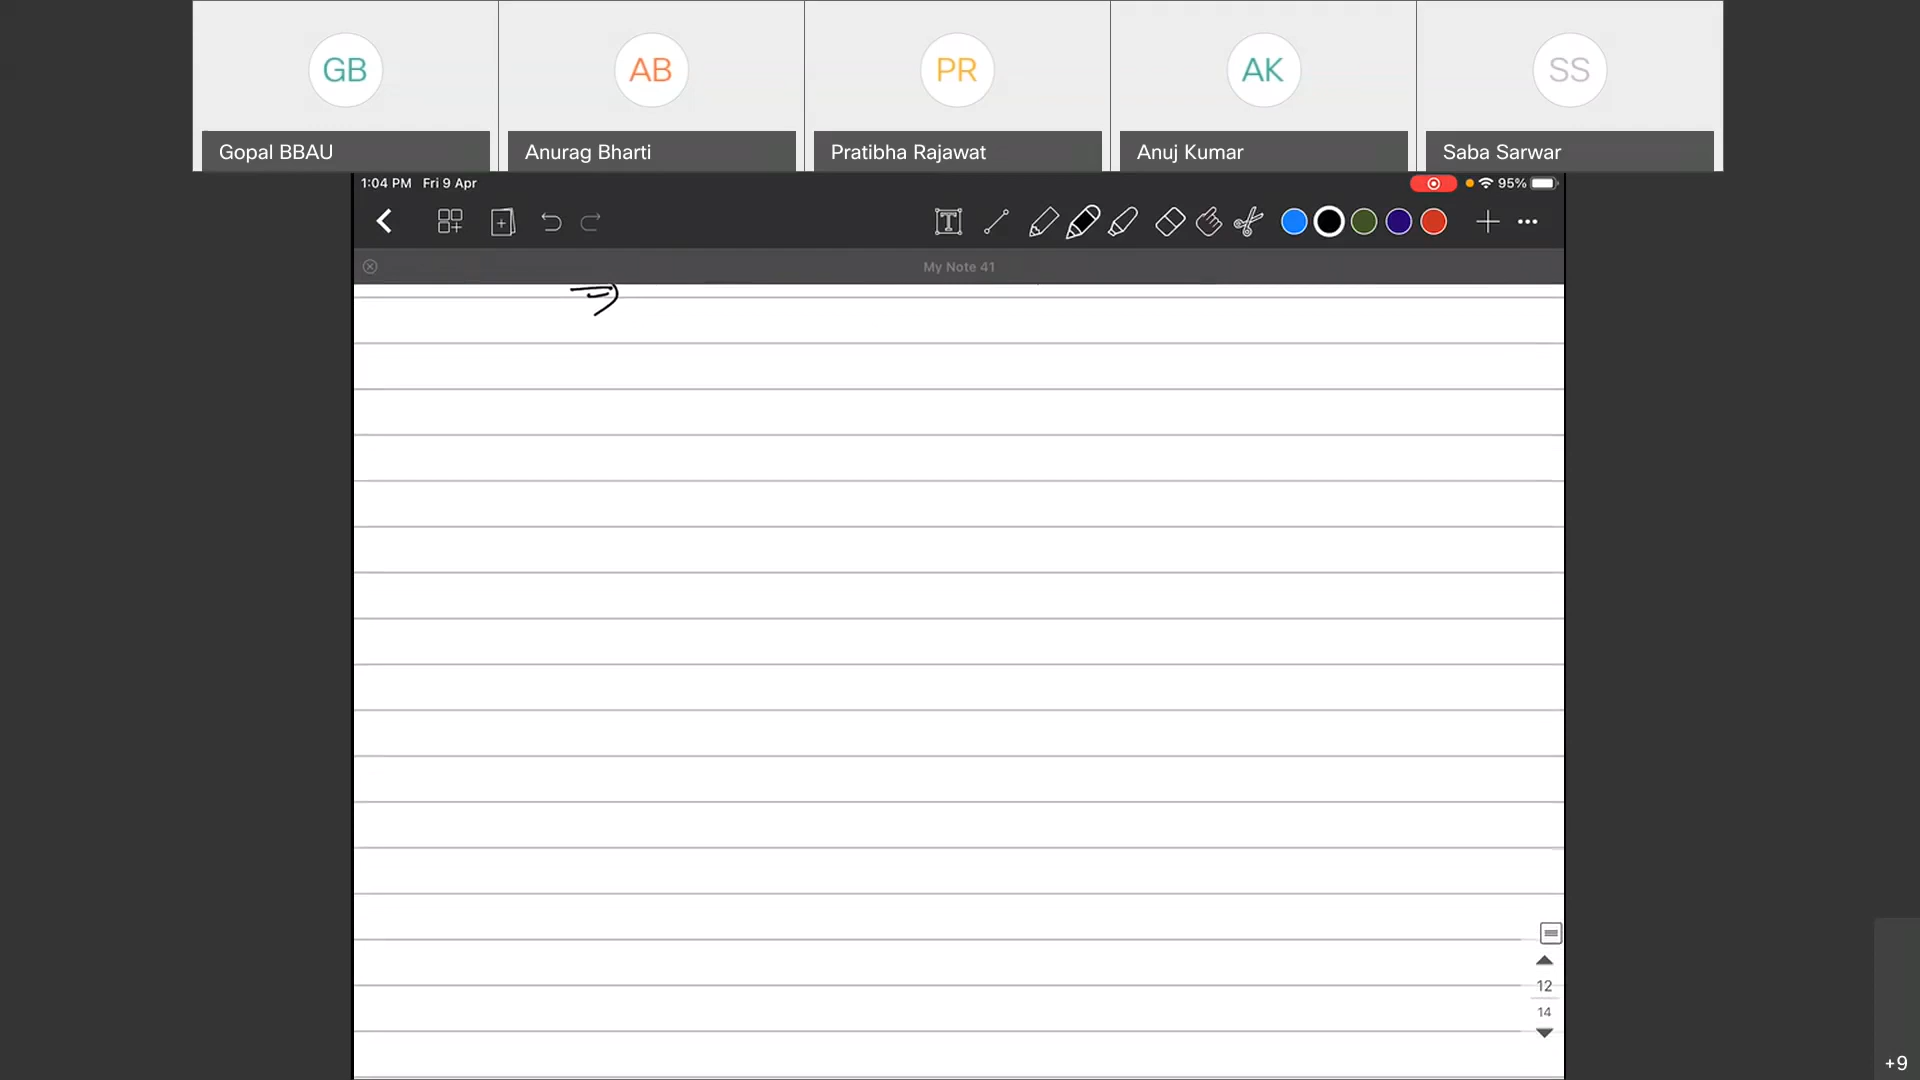 GB AB PR AK SS
Gopal BBAU Anurag Bharti Pratibha Rajawat Anuj Kumar Saba Sarwar
1:04 PM Fri 9 Apr 95%
T
My Note 41
12
14
+9